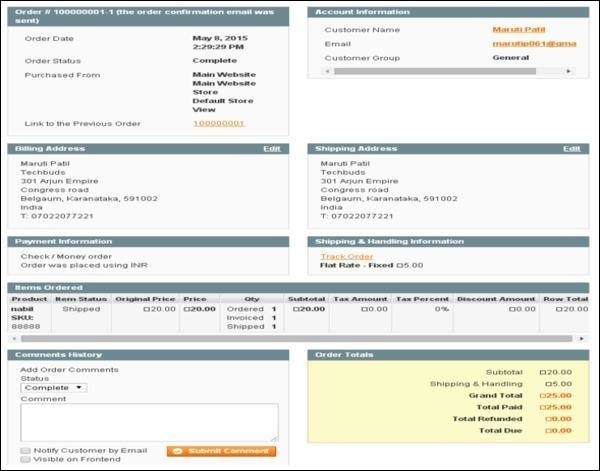 Order # 100000001-1 (the order confirmation email was
sent)
Order Date May 8, 2015
2:29:29 PM
Order Status Complete
Purchased From Main Website
Main Website
Store
Default Store
View
Link to the Previous Order 100000001
Account Information
Customer Name Maruti Patil
Email marutip061@gma
Customer Group General
Billing Address Edit
Maruti Patil
Techbuds
301 Arjun Empire
Congress road
Belgaum, Karanataka, 591002
India
T: 07022077221
Shipping Address Edit
Maruti Patil
Techbuds
301 Arjun Empire
Congress road
Belgaum, Karanataka, 591002
India
T: 07022077221
Payment Information
Check / Money order
Order was placed using INR
Shipping & Handling Information
Track Order
Flat Rate - Fixed □5.00
Items Ordered
Product Item Status Original Price Price Qty Subtotal Tax Amount Tax Percent Discount Amount Row Total
nabil Shipped □20.00 □20.00 Ordered 1 □20.00 □0.00 0% □0.00 □20.00
SKU: Invoiced 1
88888 Shipped 1
Comments History
Add Order Comments
Status
Complete
Comment
Notify Customer by Email
Visible on Frontend
Submit Comment
Order Totals
Subtotal □20.00
Shipping & Handling □5.00
Grand Total □25.00
Total Paid □25.00
Total Refunded □0.00
Total Due □0.00